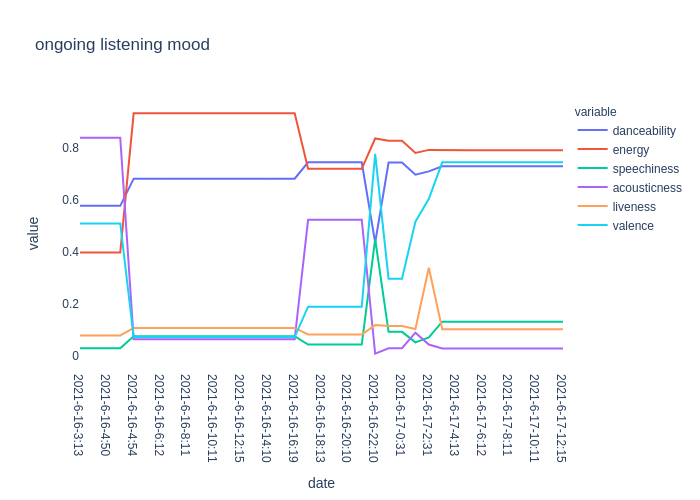 ongoing listening mood
variable
danceability
energy
speechiness
acousticness
liveness
valence
value
0.8
0.6
0.4
0.2
0
2021-6-16-3:13
2021-6-16-4:50
2021-6-16-4:54
2021-6-16-6:12
2021-6-16-8:11
2021-6-16-10:11
2021-6-16-12:15
2021-6-16-14:10
2021-6-16-16:19
2021-6-16-18:13
2021-6-16-20:10
2021-6-16-22:10
2021-6-17-0:31
2021-6-17-2:31
2021-6-17-4:13
2021-6-17-6:12
2021-6-17-8:11
2021-6-17-10:11
2021-6-17-12:15
date